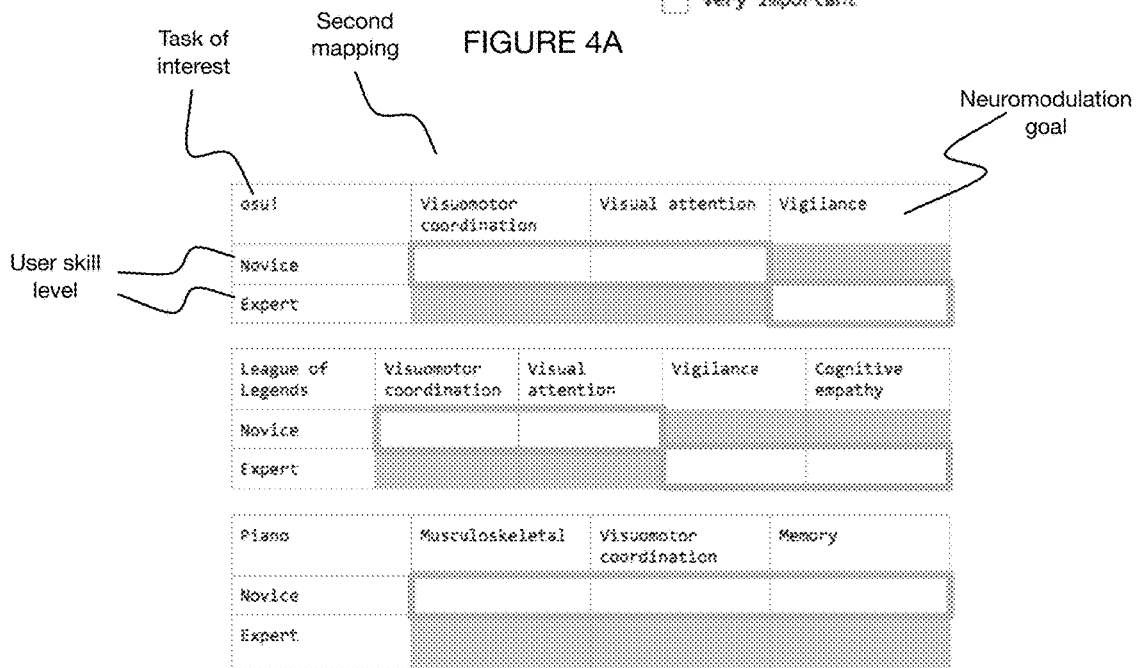 Very important
Second
mapping
FIGURE 4A
Task of
interest
Neuromodulation
goal
osu!
Visuomotor
coordination
Visual attention
Vigilance
User skill
level
Novice
Expert
League of
Legends
Visuomotor
coordination
Visual
attention
Vigilance
Cognitive
empathy
Novice
Expert
Piano
Musculoskeletal
Visuomotor
coordination
Memory
Novice
Expert